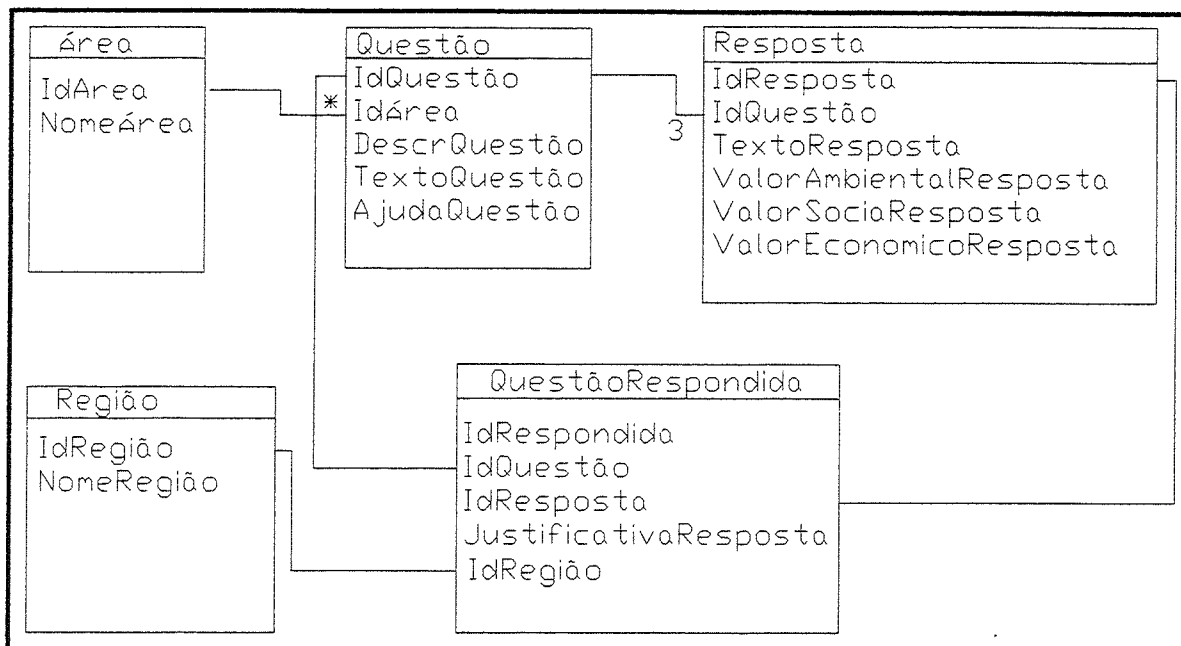 Área
IdArea
NomeÁrea
Questão
IdQuestão
*
IdÁrea
DescrQuestão
TextoQuestão
AjudaQuestão
Resposta
IdResposta
IdQuestão
3
TextoResposta
ValorAmbientalResposta
ValorSociaResposta
ValorEconomicoResposta
Região
IdRegião
NomeRegião
QuestãoRespondida
IdRespondida
IdQuestão
IdResposta
JustificativaResposta
IdRegião